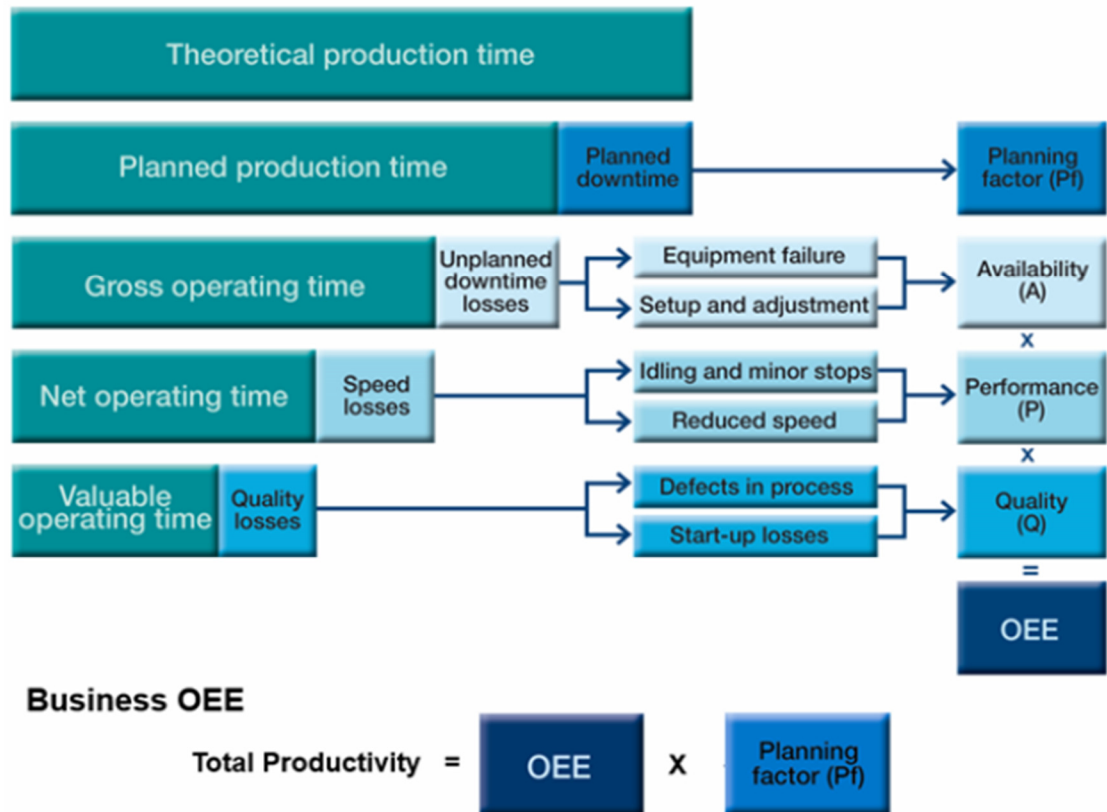 Theoretical production time
Planned production time
Planned
downtime
Planning
factor (Pf)
Gross operating time
Unplanned
downtime
losses
Equipment failure
Setup and adjustment
Availability
(A)
x
Net operating time
Speed
losses
Idling and minor stops
Reduced speed
Performance
(P)
x
Valuable
operating time
Quality
losses
Defects in process
Start-up losses
Quality
(Q)
=
OEE
Business OEE
Total Productivity = OEE X Planning
factor (Pf)